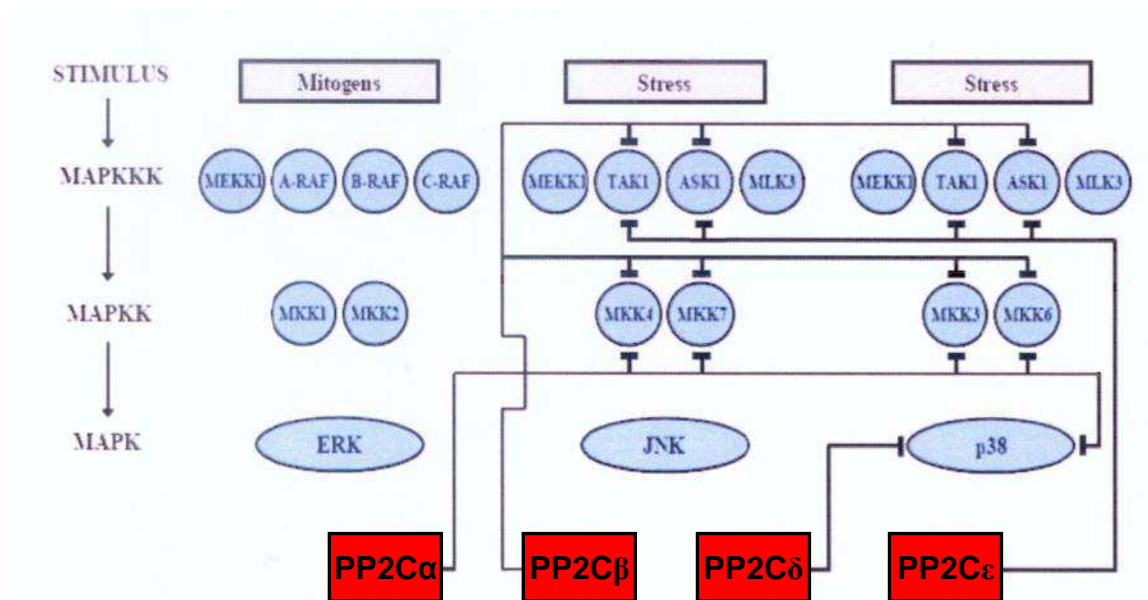 STIMULUS
Mitogens
Stress
Stress
MAPKKK
MEKK1 A-RAF B-RAF C-RAF
MEKK1 TAK1 ASK1 MLK3
MEKK1 TAK1 ASK1 MLK3
MAPKK
MKK1 MKK2
MKK4 MKK7
MKK3 MKK6
MAPK
ERK
JNK
p38
PP2Cα
PP2Cβ
PP2Cδ
PP2Cε